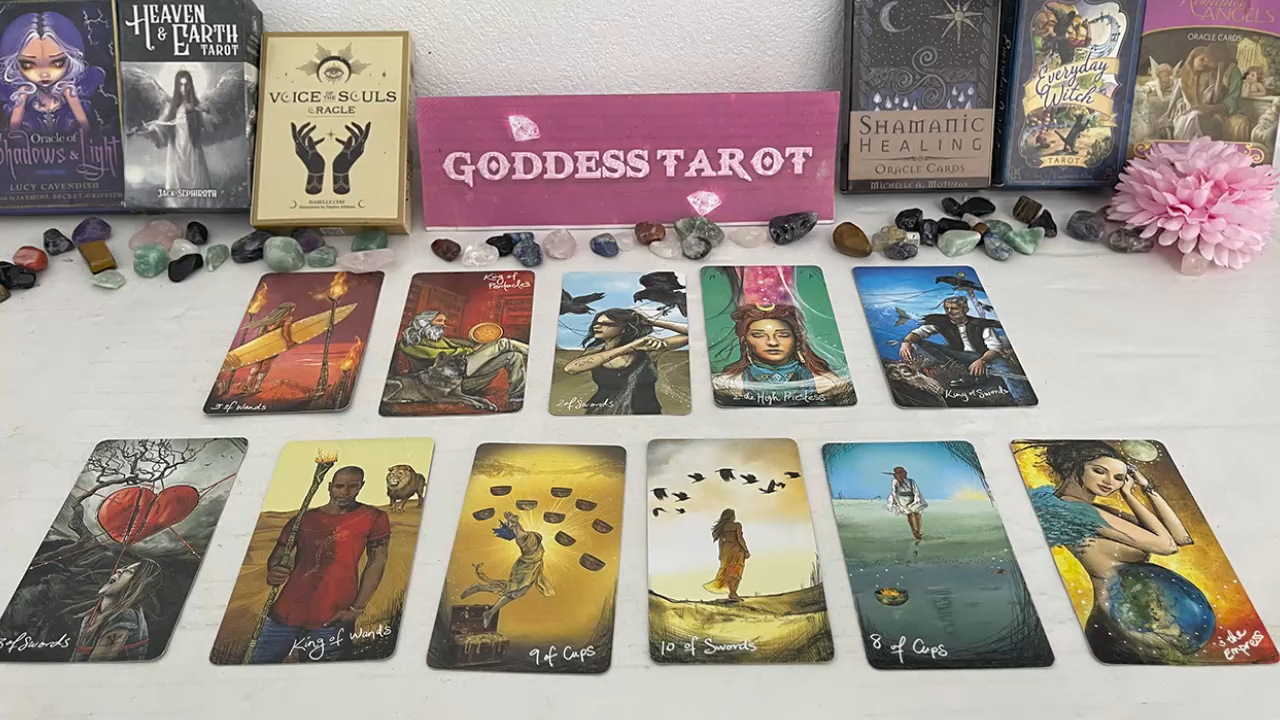 Oracle of
Shadows & Light
LUCY CAVENDISH
HEAVEN
& EARTH
TAROT
JACK SEPHIROTH
VOICE OF THE SOULS
ORACLE
GODDESS TAROT
SHAMANIC
HEALING
ORACLE CARDS
Everyday
Witch
TAROT
ANGELS
ORACLE CARDS
3 of Wands
King of
Pentacles
2 of Swords
2 the High Priestess
King of Swords
3 of Swords
King of Wands
9 of Cups
10 of Swords
8 of Cups
3 the
Empress